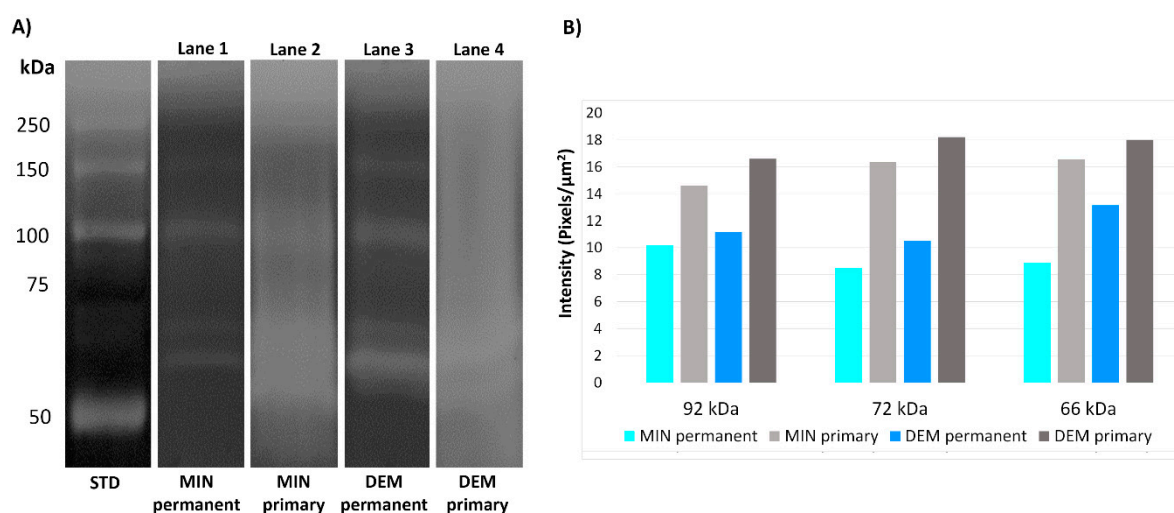 A)
kDa
Lane 1 Lane 2 Lane 3 Lane 4
250
150
100
75
50
STD MIN permanent MIN primary DEM permanent DEM primary
B)
Intensity (Pixels/µm²)
20
18
16
14
12
10
8
6
4
2
0
92 kDa 72 kDa 66 kDa
MIN permanent MIN primary DEM permanent DEM primary